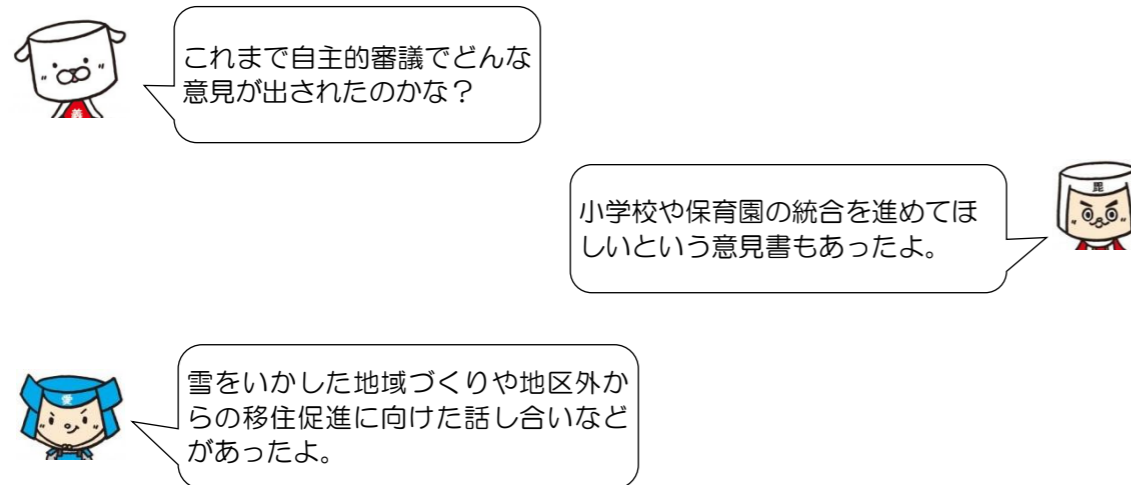 これまで自主的審議でどんな
意見が出されたのかな？
義
小学校や保育園の統合を進めてほ
しいという意見書もあったよ。
毘
愛
雪をいかした地域づくりや地区外か
らの移住促進に向けた話し合いなど
があったよ。